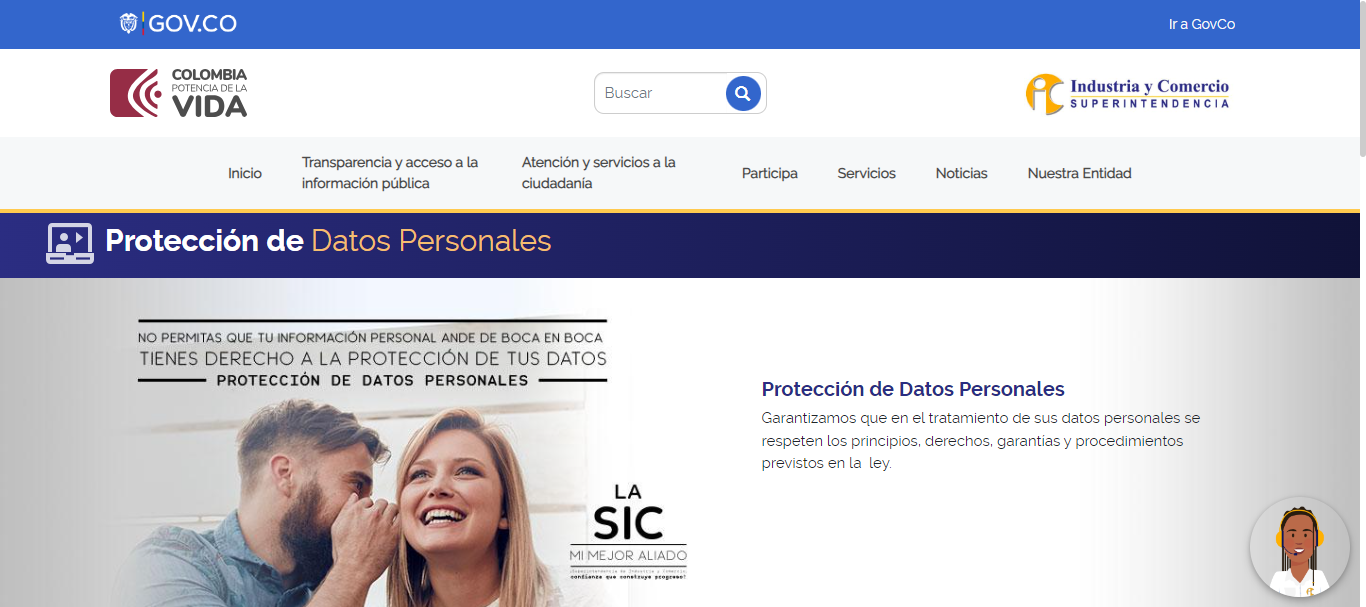 GOV.CO
Ir a GovCo
COLOMBIA
POTENCIA DE LA
VIDA
Buscar
Industria y Comercio
SUPERINTENDENCIA
Inicio
Transparencia y acceso a la
información pública
Atención y servicios a la
ciudadanía
Participa
Servicios
Noticias
Nuestra Entidad
Protección de Datos Personales
NO PERMITAS QUE TU INFORMACIÓN PERSONAL ANDE DE BOCA EN BOCA
TIENES DERECHO A LA PROTECCIÓN DE TUS DATOS
PROTECCIÓN DE DATOS PERSONALES
LA
SIC
MI MEJOR ALIADO
Superintendencia de Industria y Comercio,
confianza que construye progreso!
Protección de Datos Personales
Garantizamos que en el tratamiento de sus datos personales se
respeten los principios, derechos, garantías y procedimientos
previstos en la ley.